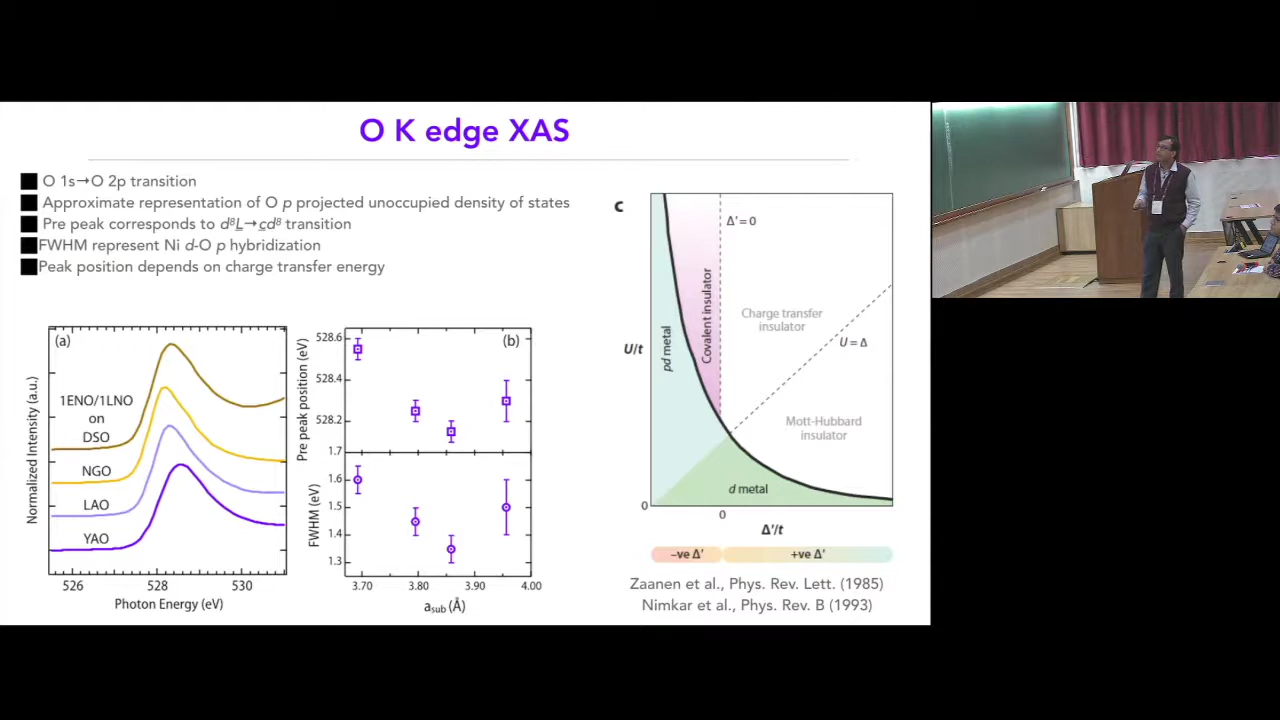 O K edge XAS
O 1s→O 2p transition
Approximate representation of O p projected unoccupied density of states
Pre peak corresponds to d⁸L→cd⁸ transition
FWHM represent Ni d-O p hybridization
Peak position depends on charge transfer energy
(a)
1ENO/1LNO
on
DSO
NGO
LAO
YAO
Normalized Intensity (a.u.)
526
528
530
Photon Energy (eV)
(b)
Pre peak position (eV)
528.6
528.4
528.2
1.7
FWHM (eV)
1.6
1.5
1.4
1.3
3.70
3.80
3.90
4.00
asub (Å)
c
Δ′= 0
Covalent insulator
pd metal
Charge transfer
insulator
U = Δ
U/t
Mott-Hubbard
insulator
d metal
0
0
Δ′/t
–ve Δ′
+ve Δ′
Zaanen et al., Phys. Rev. Lett. (1985)
Nimkar et al., Phys. Rev. B (1993)